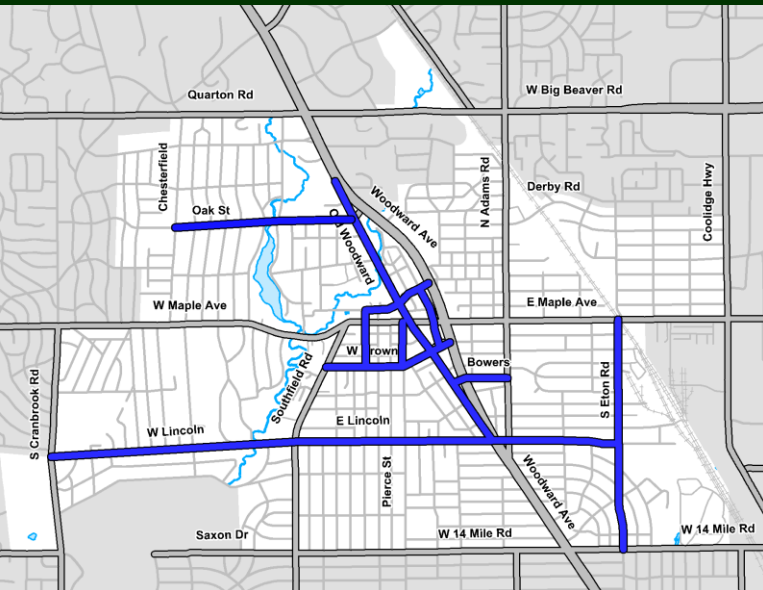 Quarton Rd
W Big Beaver Rd
Chesterfield
N Adams Rd
Derby Rd
Coolidge Hwy
Oak St
Woodward Ave
Old Woodward
W Maple Ave
E Maple Ave
W Brown
Bowers
S Cranbrook Rd
Southfield Rd
S Eton Rd
W Lincoln
E Lincoln
Pierce St
Woodward Ave
Saxon Dr
W 14 Mile Rd
W 14 Mile Rd